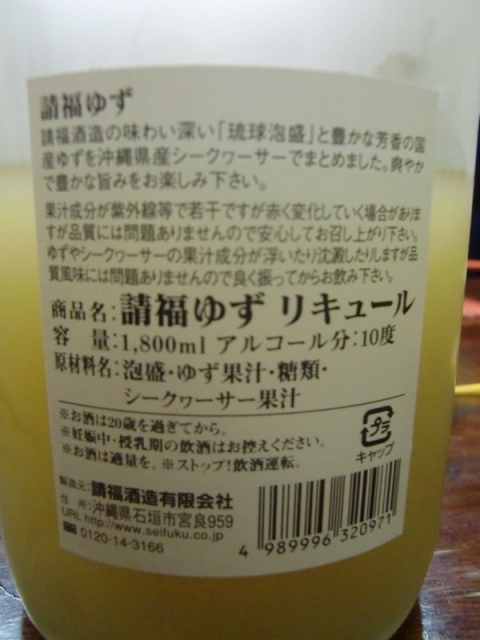 請福ゆず
請福酒造の味わい深い「琉球泡盛」と豊かな芳香の国
産ゆずを沖縄県産シークヮーサーでまとめました。爽やか
で豊かな旨みをお楽しみ下さい。
果汁成分が紫外線等で若干ですが赤く変化していく場合がありま
すが品質には問題ありませんので安心してお召し上がり下さい。
ゆずやシークヮーサーの果汁成分が浮いたり沈澱したりしますが品
質風味には問題ありませんので良く振ってからお飲み下さい。
商品名:請福ゆず リキュール
容 量:1,800ml アルコール分:10度
原材料名:泡盛・ゆず果汁・糖類・
シークヮーサー果汁
※お酒は20歳を過ぎてから。
※妊娠中・授乳期の飲酒はお控えください。
※お酒は適量を。※ストップ!飲酒運転。
プラ
キャップ
製造元:請福酒造有限会社
住 所:沖縄県石垣市宮良959
URL http://www.seifuku.co.jp
0120-14-3166
4 989996 320971